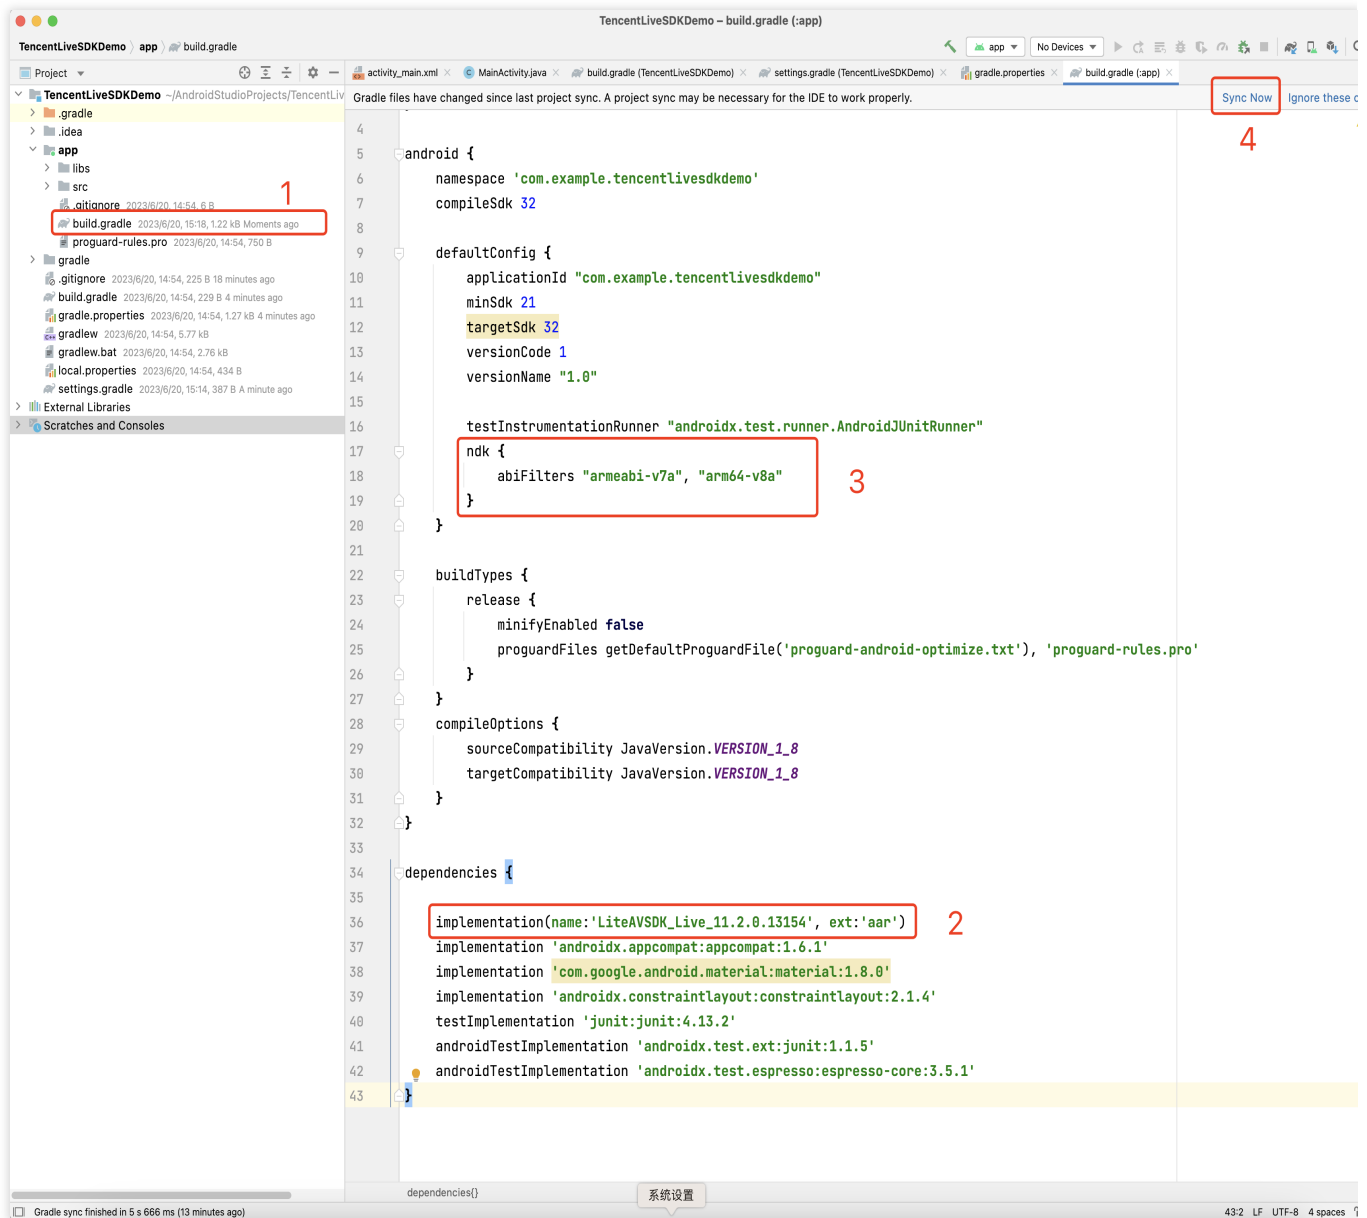 TencentLiveSDKDemo – build.gradle (:app)
TencentLiveSDKDemo app build.gradle
app No Devices
Project
activity_main.xml MainActivity.java build.gradle (TencentLiveSDKDemo) settings.gradle (TencentLiveSDKDemo) gradle.properties build.gradle (:app)
TencentLiveSDKDemo ~/AndroidStudioProjects/TencentLiv
Gradle files have changed since last project sync. A project sync may be necessary for the IDE to work properly. Sync Now Ignore these c
4
.gradle
.idea
app
libs
src
1
.gitignore 2023/6/20, 14:54, 6 B
build.gradle 2023/6/20, 15:18, 1.22 kB Moments ago
proguard-rules.pro 2023/6/20, 14:54, 750 B
gradle
.gitignore 2023/6/20, 14:54, 225 B 18 minutes ago
build.gradle 2023/6/20, 14:54, 229 B 4 minutes ago
gradle.properties 2023/6/20, 14:54, 1.27 kB 4 minutes ago
gradlew 2023/6/20, 14:54, 5.77 kB
gradlew.bat 2023/6/20, 14:54, 2.76 kB
local.properties 2023/6/20, 14:54, 434 B
settings.gradle 2023/6/20, 15:14, 387 B A minute ago
External Libraries
Scratches and Consoles
4
5 android {
6 namespace 'com.example.tencentlivesdkdemo'
7 compileSdk 32
8
9 defaultConfig {
10 applicationId "com.example.tencentlivesdkdemo"
11 minSdk 21
12 targetSdk 32
13 versionCode 1
14 versionName "1.0"
15
16 testInstrumentationRunner "androidx.test.runner.AndroidJUnitRunner"
17 ndk {
18 abiFilters "armeabi-v7a", "arm64-v8a"
3
19 }
20 }
21
22 buildTypes {
23 release {
24 minifyEnabled false
25 proguardFiles getDefaultProguardFile('proguard-android-optimize.txt'), 'proguard-rules.pro'
26 }
27 }
28 compileOptions {
29 sourceCompatibility JavaVersion.VERSION_1_8
30 targetCompatibility JavaVersion.VERSION_1_8
31 }
32 }
33
34 dependencies {
35
36 implementation(name:'LiteAVSDK_Live_11.2.0.13154', ext:'aar')
2
37 implementation 'androidx.appcompat:appcompat:1.6.1'
38 implementation 'com.google.android.material:material:1.8.0'
39 implementation 'androidx.constraintlayout:constraintlayout:2.1.4'
40 testImplementation 'junit:junit:4.13.2'
41 androidTestImplementation 'androidx.test.ext:junit:1.1.5'
42 androidTestImplementation 'androidx.test.espresso:espresso-core:3.5.1'
43 }
dependencies{}
系统设置
Gradle sync finished in 5 s 666 ms (13 minutes ago) 43:2 LF UTF-8 4 spaces